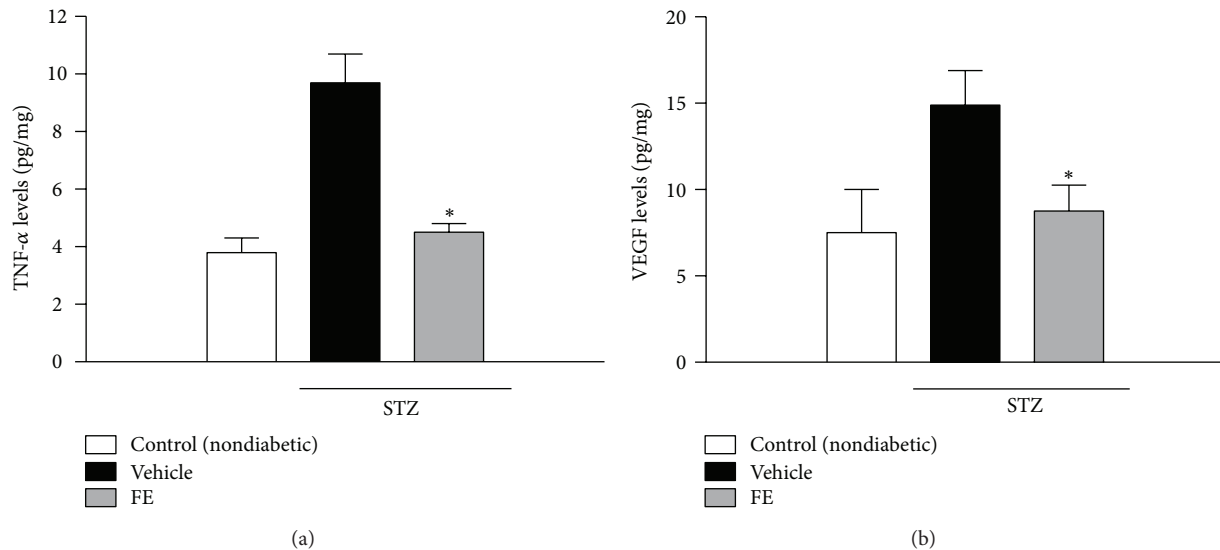 12
10
8
6
4
2
0
TNF-α levels (pg/mg)
*
STZ
Control (nondiabetic)
Vehicle
FE
(a)
20
15
10
5
0
VEGF levels (pg/mg)
*
STZ
Control (nondiabetic)
Vehicle
FE
(b)